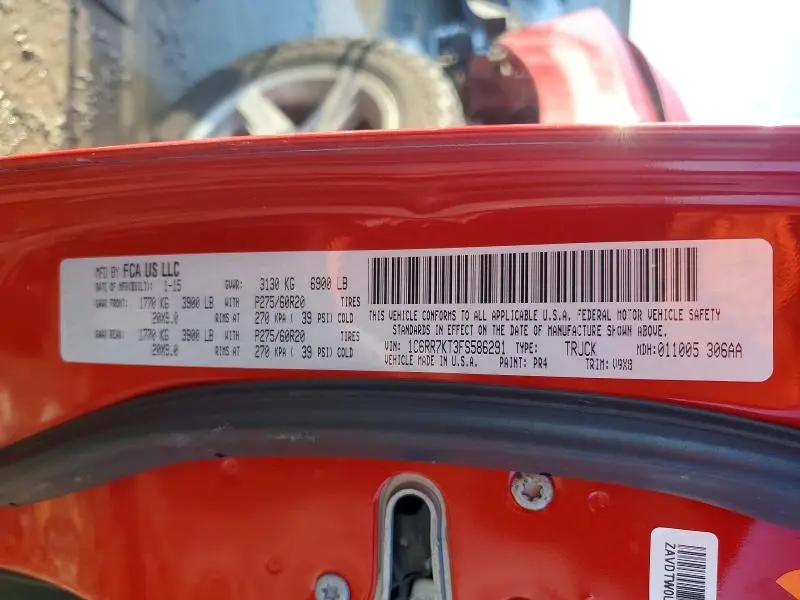 MFD BY FCA US LLC
DATE OF MFR(BUILT): 1-15 GVWR: 3130 KG 6900 LB
GAWR FRONT: 1770 KG 3900 LB WITH P275/60R20 TIRES
20X9.0 RIMS AT 270 KPA ( 39 PSI) COLD
GAWR REAR: 1770 KG 3900 LB WITH P275/60R20 TIRES
20X9.0 RIMS AT 270 KPA ( 39 PSI) COLD
THIS VEHICLE CONFORMS TO ALL APPLICABLE U.S.A. FEDERAL MOTOR VEHICLE SAFETY
STANDARDS IN EFFECT ON THE DATE OF MANUFACTURE SHOWN ABOVE.
VIN: 1C6RR7KT3FS586291 TYPE: TRUCK MDH:011005 306AA
VEHICLE MADE IN U.S.A. PAINT: PR4 TRIM: V9X8